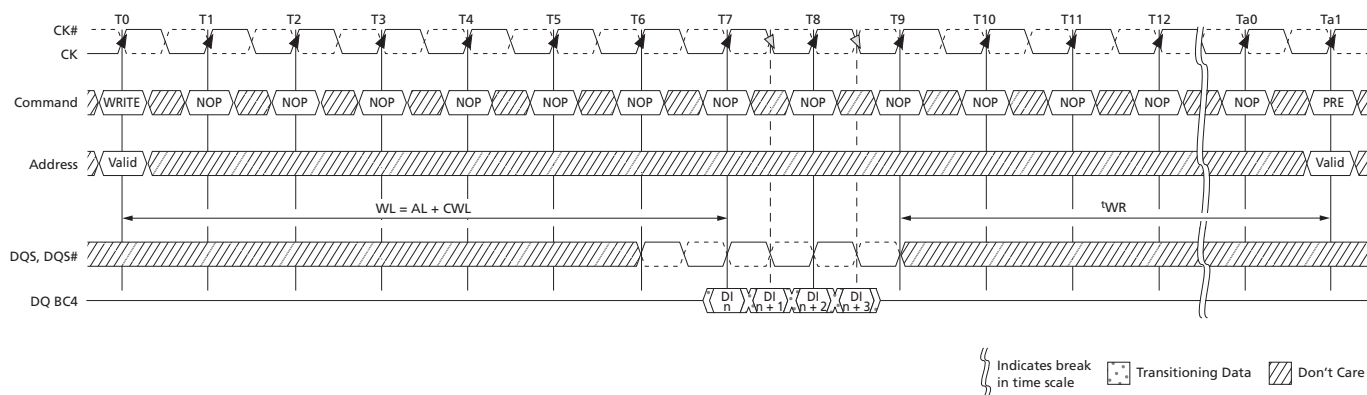 T0 T1 T2 T3 T4 T5 T6 T7 T8 T9 T10 T11 T12 Ta0 Ta1
CK#
CK
Command WRITE NOP NOP NOP NOP NOP NOP NOP NOP NOP NOP NOP NOP NOP PRE
Address Valid Valid
WL = AL + CWL tWR
DQS, DQS#
DQ BC4 DI n DI n + 1 DI n + 2 DI n + 3
Indicates break
in time scale
Transitioning Data
Don't Care